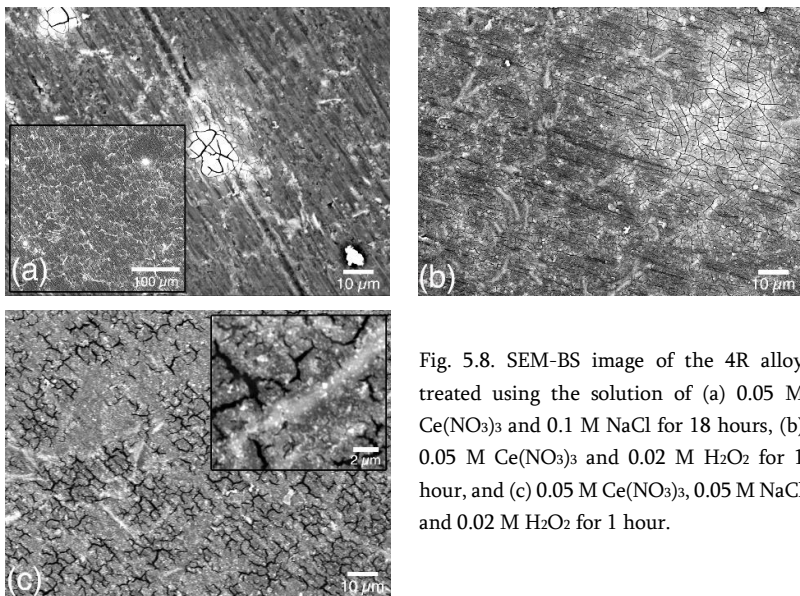 (a)
100 µm
10 µm
(b)
10 µm
(c)
2 µm
10 µm
Fig. 5.8. SEM-BS image of the 4R alloy
treated using the solution of (a) 0.05 M
Ce(NO₃)₃ and 0.1 M NaCl for 18 hours, (b)
0.05 M Ce(NO₃)₃ and 0.02 M H₂O₂ for 1
hour, and (c) 0.05 M Ce(NO₃)₃, 0.05 M NaCl
and 0.02 M H₂O₂ for 1 hour.